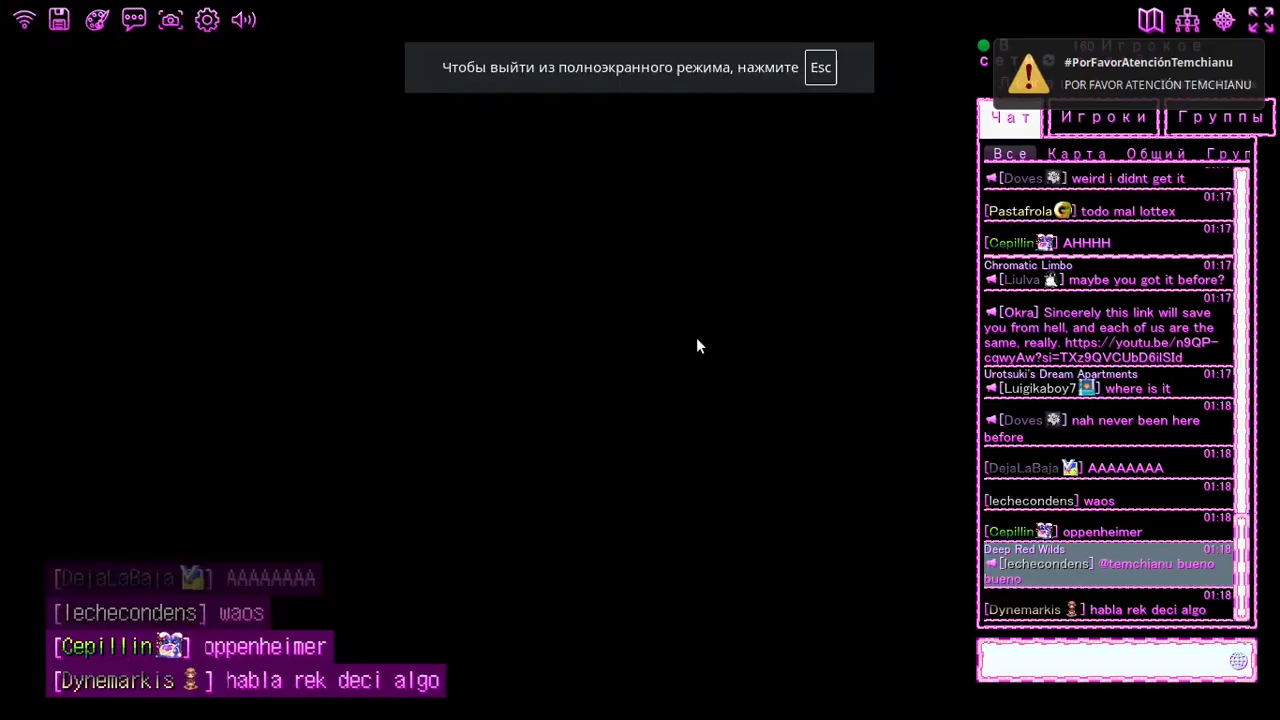 Чтобы выйти из полноэкранного режима, нажмите Esc
160 Игрокое
#PorFavorAtenciónTemchianu
POR FAVOR ATENCIÓN TEMCHIANU
Чат Игроки Группы
Все Карта Общий Груп
[Doves] weird i didnt get it
01:17
[Pastafrola] todo mal lottex
01:17
[Cepillin] AHHHH
Chromatic Limbo 01:17
[Liulva] maybe you got it before?
01:17
[Okra] Sincerely this link will save
you from hell, and each of us are the
same, really. https://youtu.be/n9QP-
cqwyAw?si=TXz9QVCUbD6iISId
Urotsuki's Dream Apartments 01:17
[Luigikaboy7] where is it
01:18
[Doves] nah never been here
before
01:18
[DejaLaBaja] AAAAAAAA
01:18
[lechecondens] waos
01:18
[Cepillin] oppenheimer
Deep Red Wilds 01:18
[lechecondens] @temchianu bueno
bueno
01:18
[Dynemarkis] habla rek deci algo
[DejaLaBaja] AAAAAAAA
[lechecondens] waos
[Cepillin] oppenheimer
[Dynemarkis] habla rek deci algo